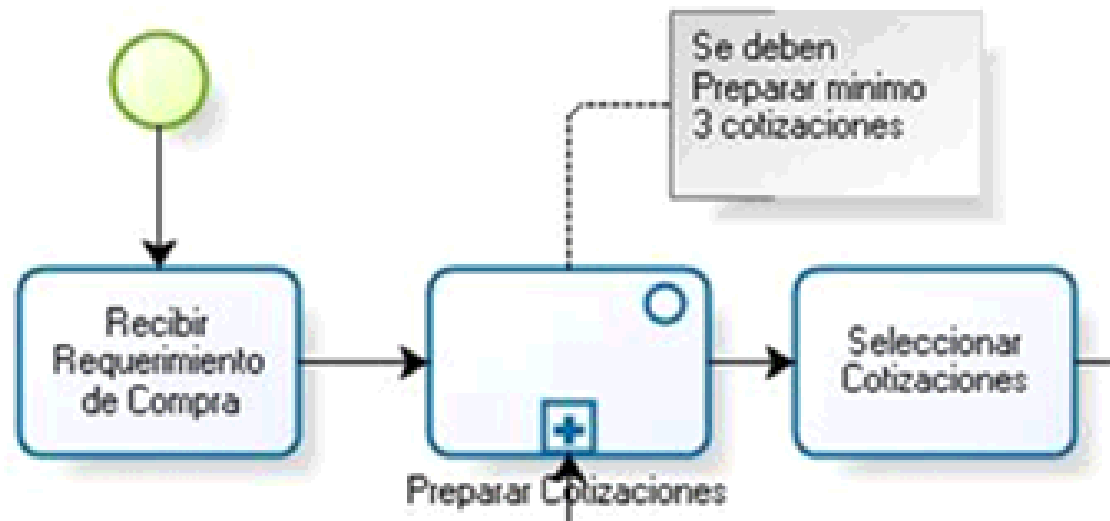 Se deben
Preparar minimo
3 cotizaciones
Recibir
Requerimiento
de Compra
Preparar Cotizaciones
Seleccionar
Cotizaciones